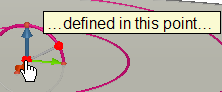 ...defined in this point...